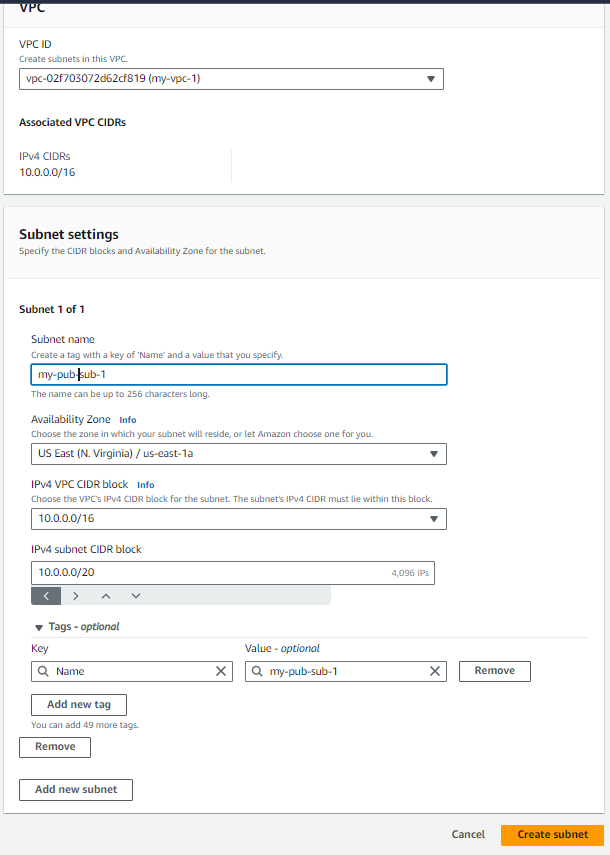 VPC
VPC ID
Create subnets in this VPC.
vpc-02f703072d62cf819 (my-vpc-1)
Associated VPC CIDRs
IPv4 CIDRs
10.0.0.0/16
Subnet settings
Specify the CIDR blocks and Availability Zone for the subnet.
Subnet 1 of 1
Subnet name
Create a tag with a key of 'Name' and a value that you specify.
my-pub-sub-1
The name can be up to 256 characters long.
Availability Zone Info
Choose the zone in which your subnet will reside, or let Amazon choose one for you.
US East (N. Virginia) / us-east-1a
IPv4 VPC CIDR block Info
Choose the VPC's IPv4 CIDR block for the subnet. The subnet's IPv4 CIDR must lie within this block.
10.0.0.0/16
IPv4 subnet CIDR block
10.0.0.0/20 4,096 IPs
Tags - optional
Key Value - optional
Name my-pub-sub-1 Remove
Add new tag
You can add 49 more tags.
Remove
Add new subnet
Cancel Create subnet